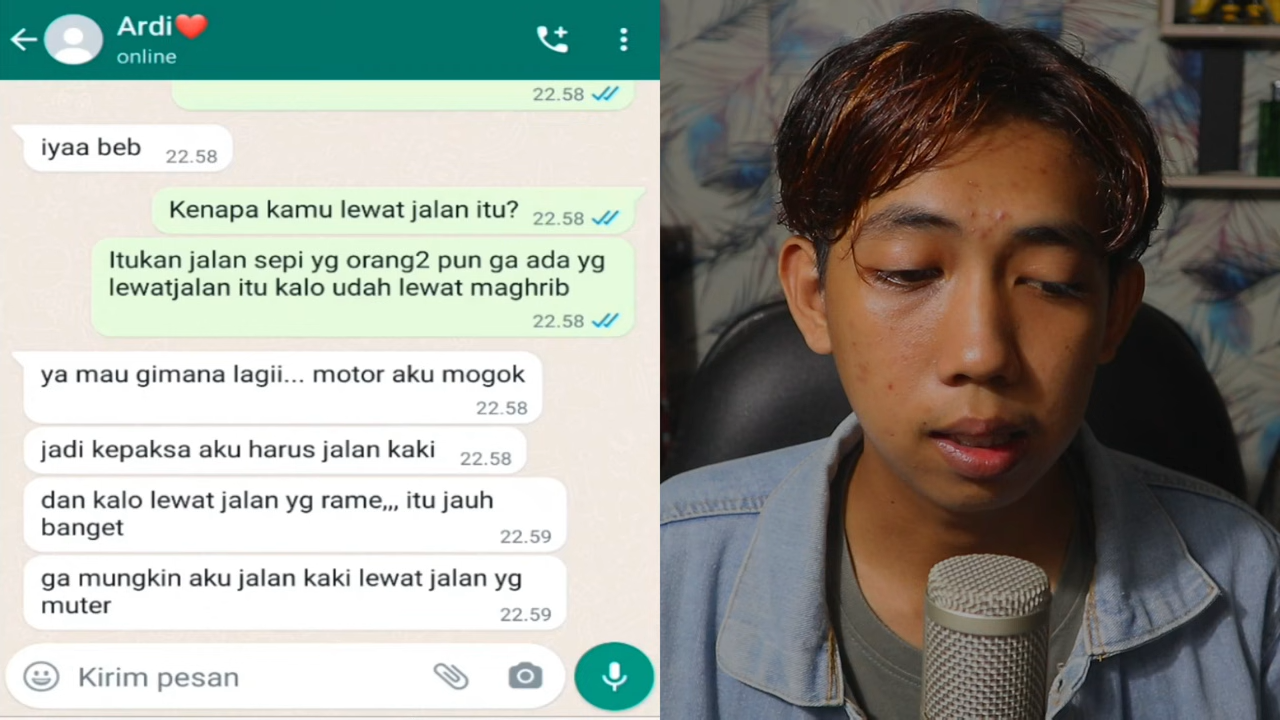 Ardi❤️
online
22.58
iyaa beb 22.58
Kenapa kamu lewat jalan itu? 22.58
Itukan jalan sepi yg orang2 pun ga ada yg
lewatjalan itu kalo udah lewat maghrib
22.58
ya mau gimana lagii... motor aku mogok
22.58
jadi kepaksa aku harus jalan kaki 22.58
dan kalo lewat jalan yg rame,,, itu jauh
banget 22.59
ga mungkin aku jalan kaki lewat jalan yg
muter 22.59
Kirim pesan